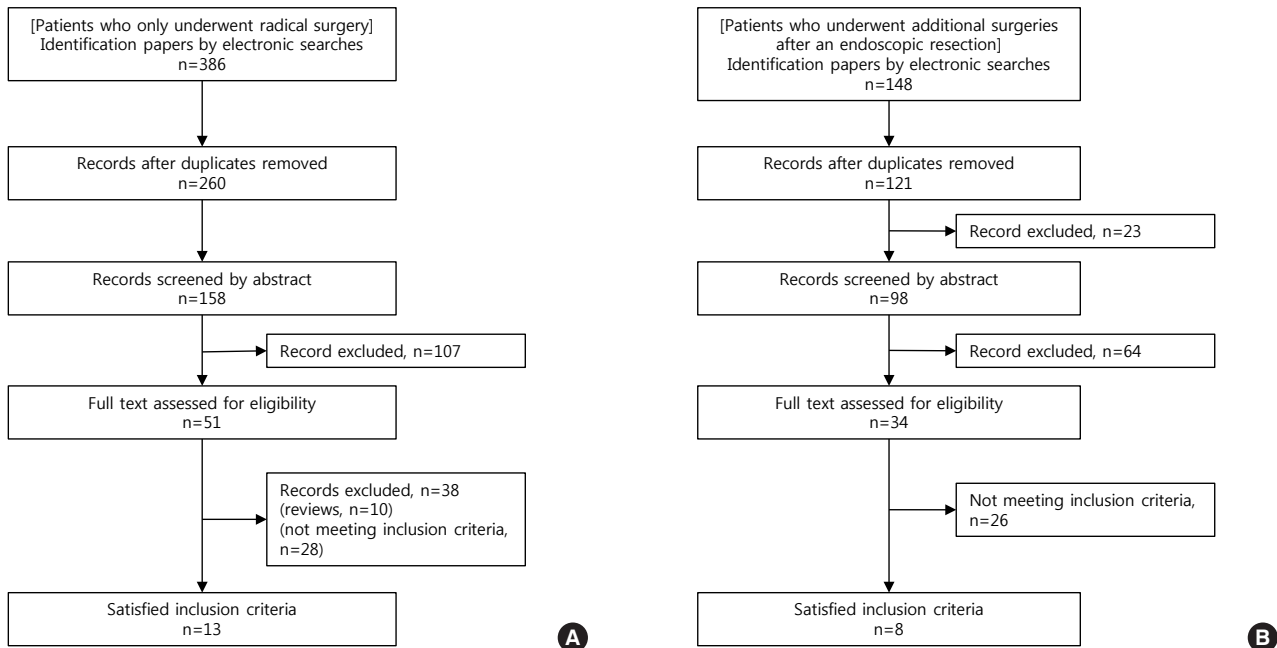 [Patients who only underwent radical surgery]
Identification papers by electronic searches
n=386
Records after duplicates removed
n=260
Records screened by abstract
n=158
Record excluded, n=107
Full text assessed for eligibility
n=51
Records excluded, n=38
(reviews, n=10)
(not meeting inclusion criteria,
n=28)
Satisfied inclusion criteria
n=13
A
[Patients who underwent additional surgeries
after an endoscopic resection]
Identification papers by electronic searches
n=148
Records after duplicates removed
n=121
Record excluded, n=23
Records screened by abstract
n=98
Record excluded, n=64
Full text assessed for eligibility
n=34
Not meeting inclusion criteria,
n=26
Satisfied inclusion criteria
n=8
B